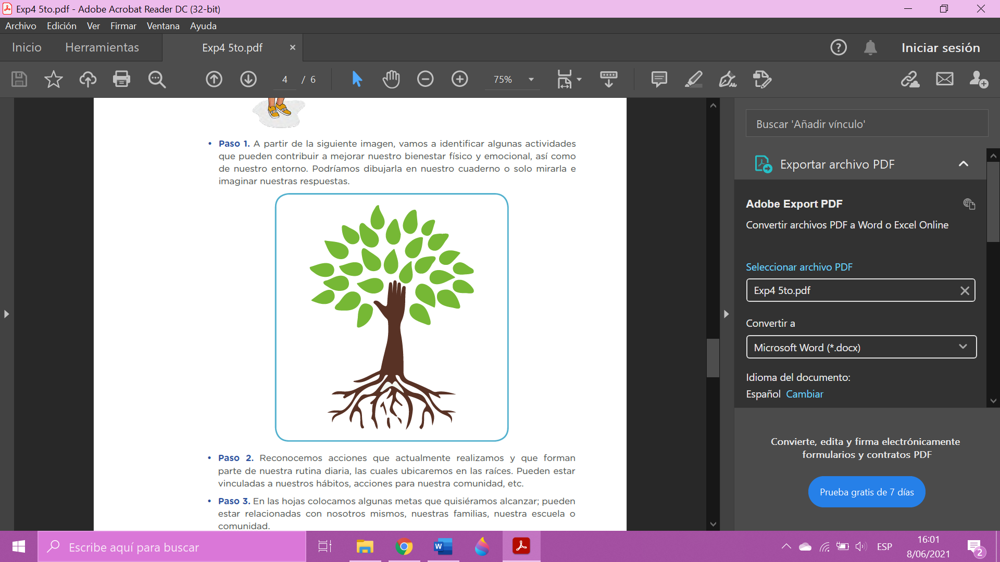 Exp4 5to.pdf - Adobe Acrobat Reader DC (32-bit)
Archivo Edición Ver Firmar Ventana Ayuda
Inicio Herramientas Exp4 5to.pdf × ? Iniciar sesión
4 / 6 75%
• Paso 1. A partir de la siguiente imagen, vamos a identificar algunas actividades
que pueden contribuir a mejorar nuestro bienestar físico y emocional, así como
de nuestro entorno. Podríamos dibujarla en nuestro cuaderno o solo mirarla e
imaginar nuestras respuestas.
• Paso 2. Reconocemos acciones que actualmente realizamos y que forman
parte de nuestra rutina diaria, las cuales ubicaremos en las raíces. Pueden estar
vinculadas a nuestros hábitos, acciones para nuestra comunidad, etc.
• Paso 3. En las hojas colocamos algunas metas que quisiéramos alcanzar; pueden
estar relacionadas con nosotros mismos, nuestras familias, nuestra escuela o
comunidad.
Buscar 'Añadir vínculo'
Exportar archivo PDF
Adobe Export PDF
Convertir archivos PDF a Word o Excel Online
Seleccionar archivo PDF
Exp4 5to.pdf
Convertir a
Microsoft Word (*.docx)
Idioma del documento:
Español Cambiar
Convierte, edita y firma electrónicamente
formularios y contratos PDF
Prueba gratis de 7 días
Escribe aquí para buscar
W
ESP
16:01
8/06/2021
2